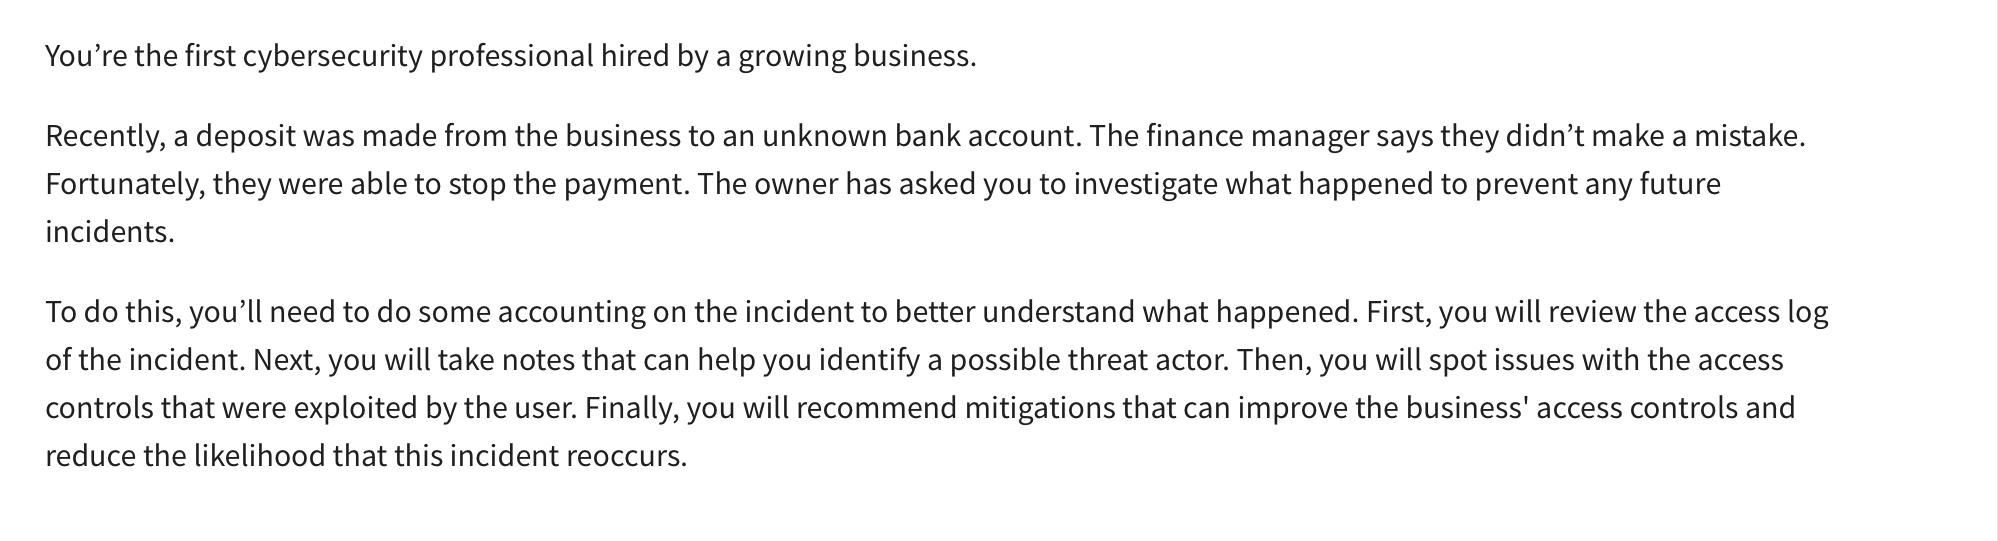 You’re the first cybersecurity professional hired by a growing business.
Recently, a deposit was made from the business to an unknown bank account. The finance manager says they didn’t make a mistake.
Fortunately, they were able to stop the payment. The owner has asked you to investigate what happened to prevent any future
incidents.
To do this, you’ll need to do some accounting on the incident to better understand what happened. First, you will review the access log
of the incident. Next, you will take notes that can help you identify a possible threat actor. Then, you will spot issues with the access
controls that were exploited by the user. Finally, you will recommend mitigations that can improve the business' access controls and
reduce the likelihood that this incident reoccurs.